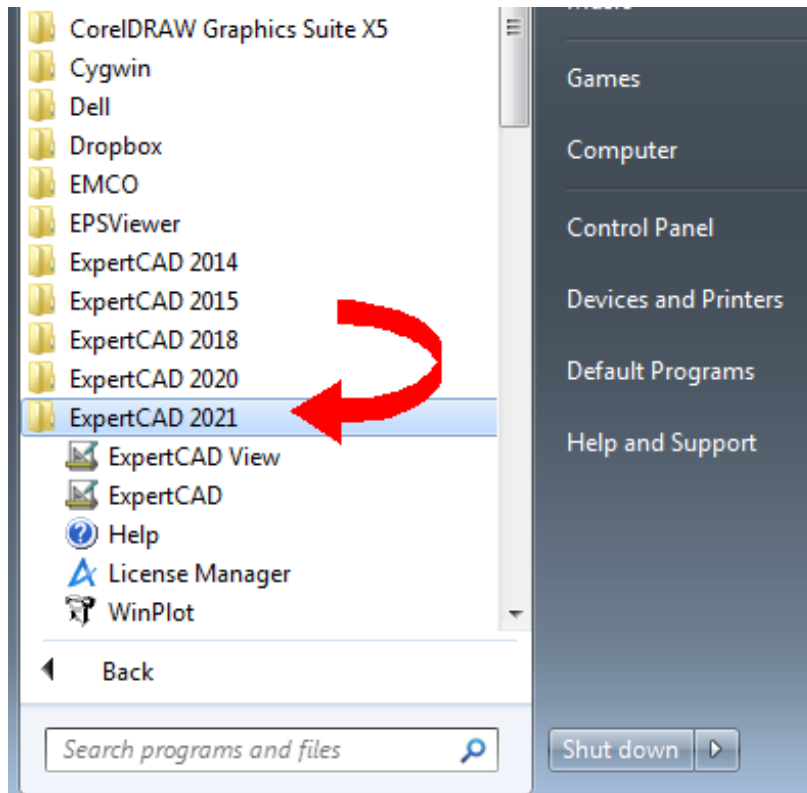 CorelDRAW Graphics Suite X5
Cygwin
Dell
Dropbox
EMCO
EPSViewer
ExpertCAD 2014
ExpertCAD 2015
ExpertCAD 2018
ExpertCAD 2020
ExpertCAD 2021
ExpertCAD View
ExpertCAD
Help
License Manager
WinPlot
Back
Search programs and files
Games
Computer
Control Panel
Devices and Printers
Default Programs
Help and Support
Shut down